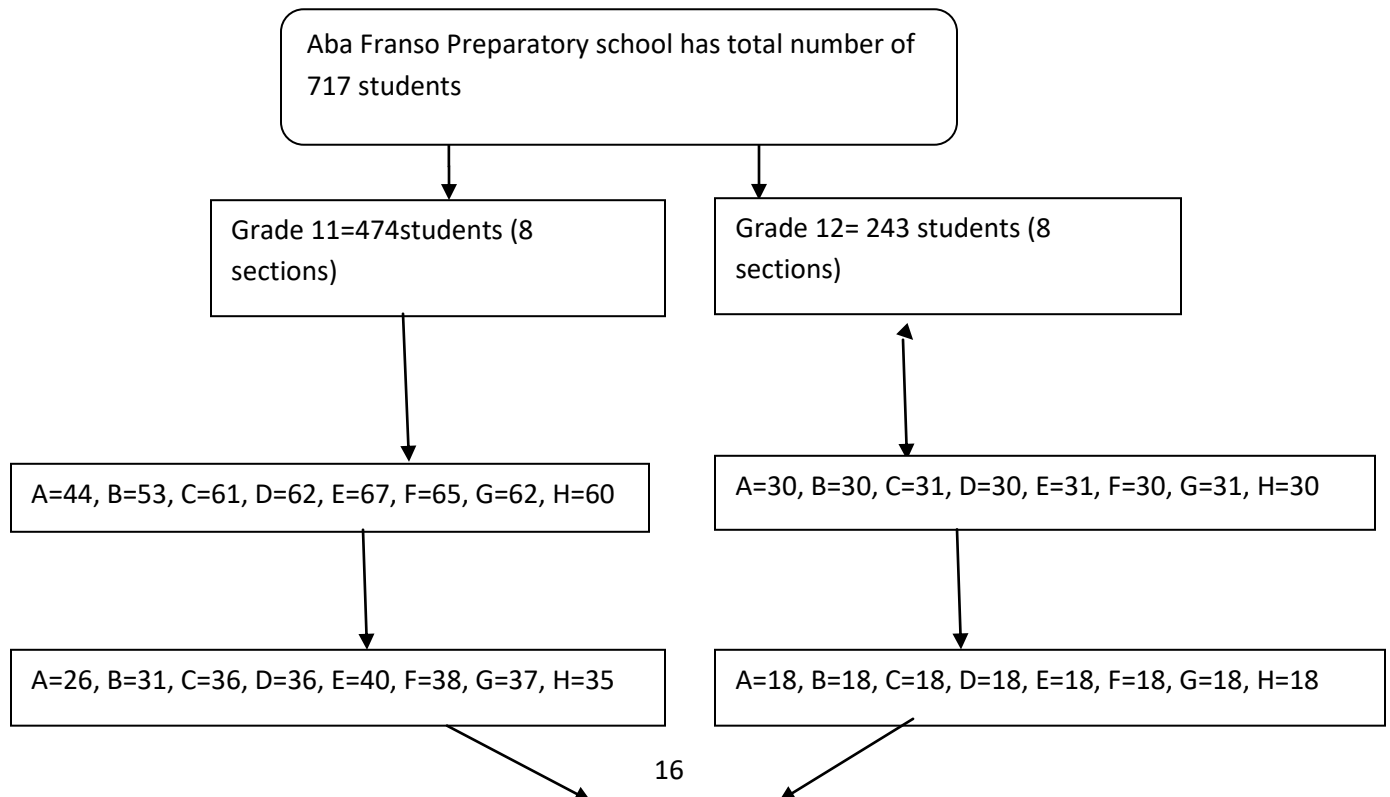 Aba Franso Preparatory school has total number of
717 students
Grade 11=474students (8
sections)
Grade 12= 243 students (8
sections)
A=44, B=53, C=61, D=62, E=67, F=65, G=62, H=60
A=30, B=30, C=31, D=30, E=31, F=30, G=31, H=30
A=26, B=31, C=36, D=36, E=40, F=38, G=37, H=35
A=18, B=18, C=18, D=18, E=18, F=18, G=18, H=18
16